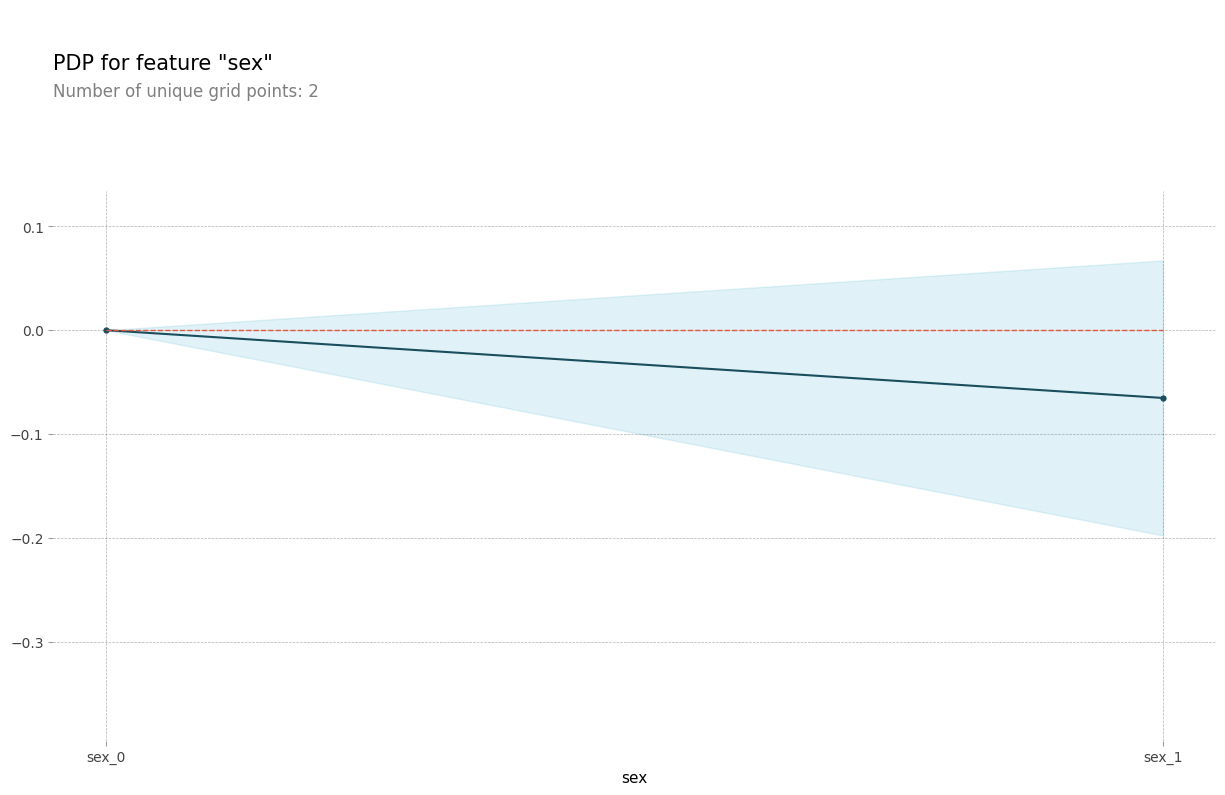 PDP for feature "sex"
Number of unique grid points: 2
0.1
0.0
−0.1
−0.2
−0.3
sex_0
sex_1
sex